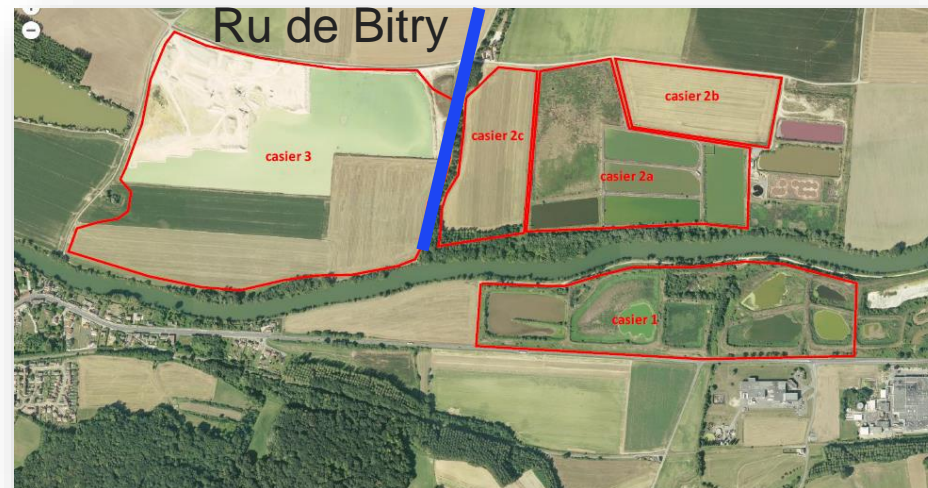 Ru de Bitry
casier 2b
casier 2c
casier 3
casier 2a
casier 1